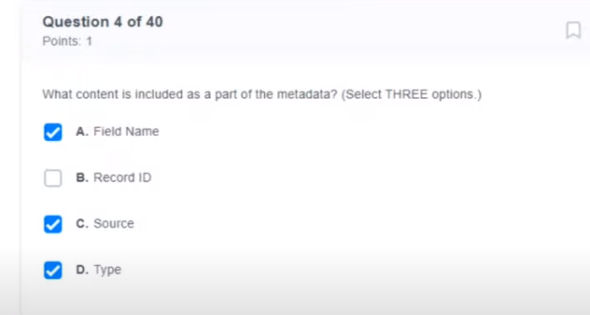 Question 4 of 40
Points: 1
What content is included as a part of the metadata? (Select THREE options.)
A. Field Name
B. Record ID
C. Source
D. Type